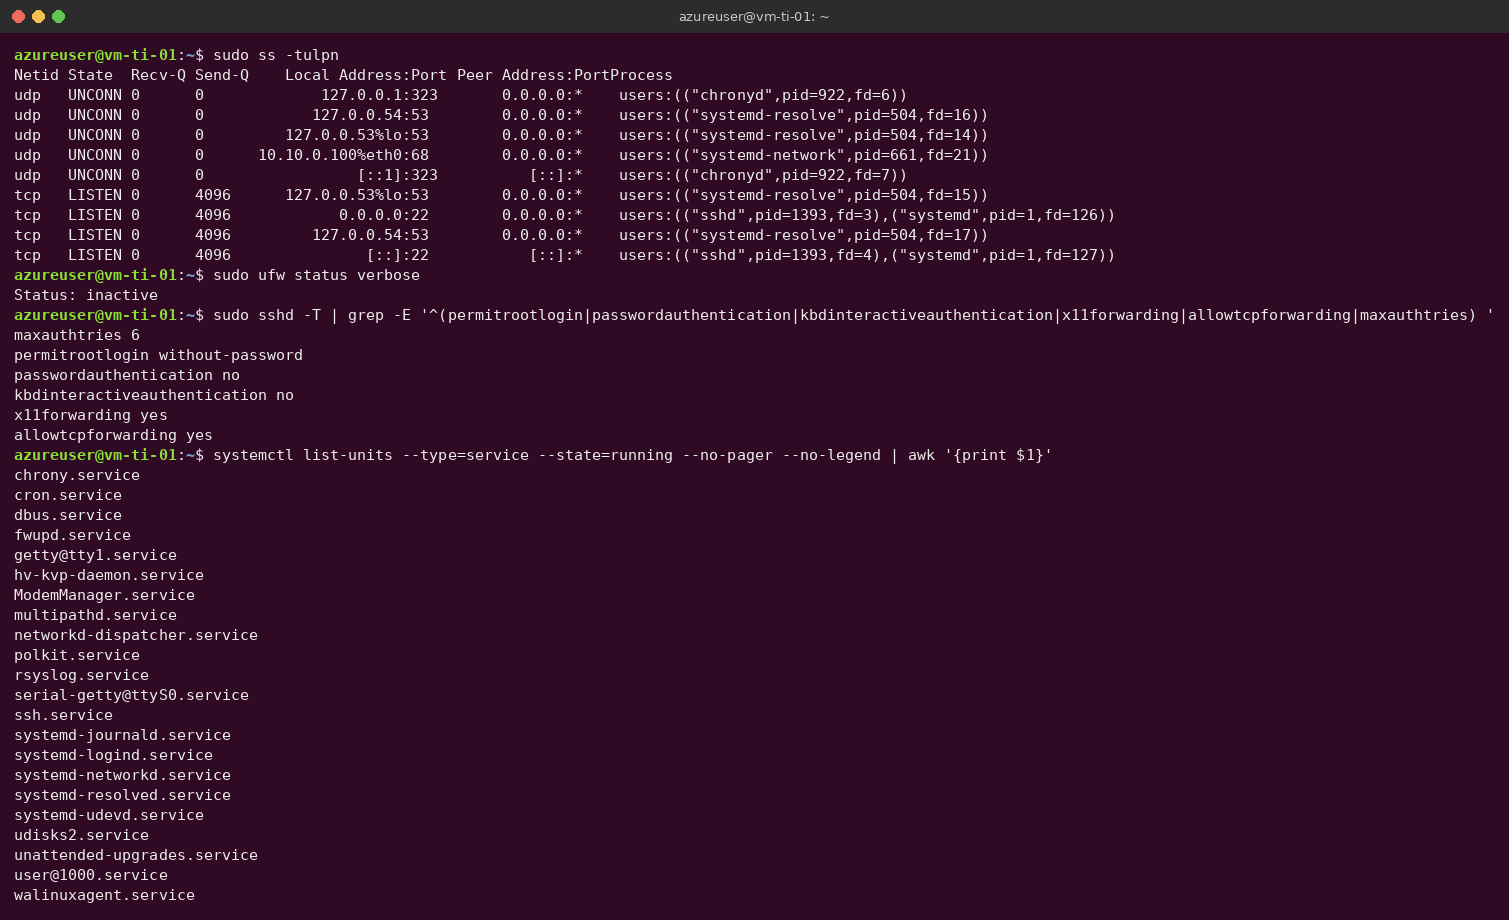 azureuser@vm-ti-01: ~
azureuser@vm-ti-01:~$ sudo ss -tulpn
Netid State  Recv-Q Send-Q    Local Address:Port Peer Address:PortProcess
udp   UNCONN 0      0             127.0.0.1:323       0.0.0.0:*    users:(("chronyd",pid=922,fd=6))
udp   UNCONN 0      0            127.0.0.54:53        0.0.0.0:*    users:(("systemd-resolve",pid=504,fd=16))
udp   UNCONN 0      0         127.0.0.53%lo:53        0.0.0.0:*    users:(("systemd-resolve",pid=504,fd=14))
udp   UNCONN 0      0      10.10.0.100%eth0:68        0.0.0.0:*    users:(("systemd-network",pid=661,fd=21))
udp   UNCONN 0      0                 [::1]:323          [::]:*    users:(("chronyd",pid=922,fd=7))
tcp   LISTEN 0      4096      127.0.0.53%lo:53        0.0.0.0:*    users:(("systemd-resolve",pid=504,fd=15))
tcp   LISTEN 0      4096            0.0.0.0:22        0.0.0.0:*    users:(("sshd",pid=1393,fd=3),("systemd",pid=1,fd=126))
tcp   LISTEN 0      4096         127.0.0.54:53        0.0.0.0:*    users:(("systemd-resolve",pid=504,fd=17))
tcp   LISTEN 0      4096               [::]:22           [::]:*    users:(("sshd",pid=1393,fd=4),("systemd",pid=1,fd=127))
azureuser@vm-ti-01:~$ sudo ufw status verbose
Status: inactive
azureuser@vm-ti-01:~$ sudo sshd -T | grep -E '^(permitrootlogin|passwordauthentication|kbdinteractiveauthentication|x11forwarding|allowtcpforwarding|maxauthtries) '
maxauthtries 6
permitrootlogin without-password
passwordauthentication no
kbdinteractiveauthentication no
x11forwarding yes
allowtcpforwarding yes
azureuser@vm-ti-01:~$ systemctl list-units --type=service --state=running --no-pager --no-legend | awk '{print $1}'
chrony.service
cron.service
dbus.service
fwupd.service
getty@tty1.service
hv-kvp-daemon.service
ModemManager.service
multipathd.service
networkd-dispatcher.service
polkit.service
rsyslog.service
serial-getty@ttyS0.service
ssh.service
systemd-journald.service
systemd-logind.service
systemd-networkd.service
systemd-resolved.service
systemd-udevd.service
udisks2.service
unattended-upgrades.service
user@1000.service
walinuxagent.service